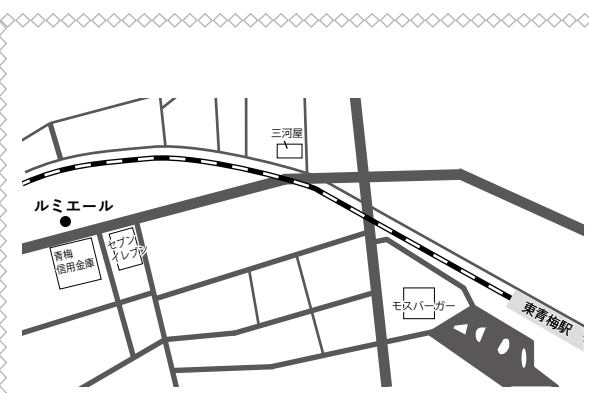 三河屋
ルミエール
セブン
イレブン
青梅
信用金庫
モスバーガー
東青梅駅